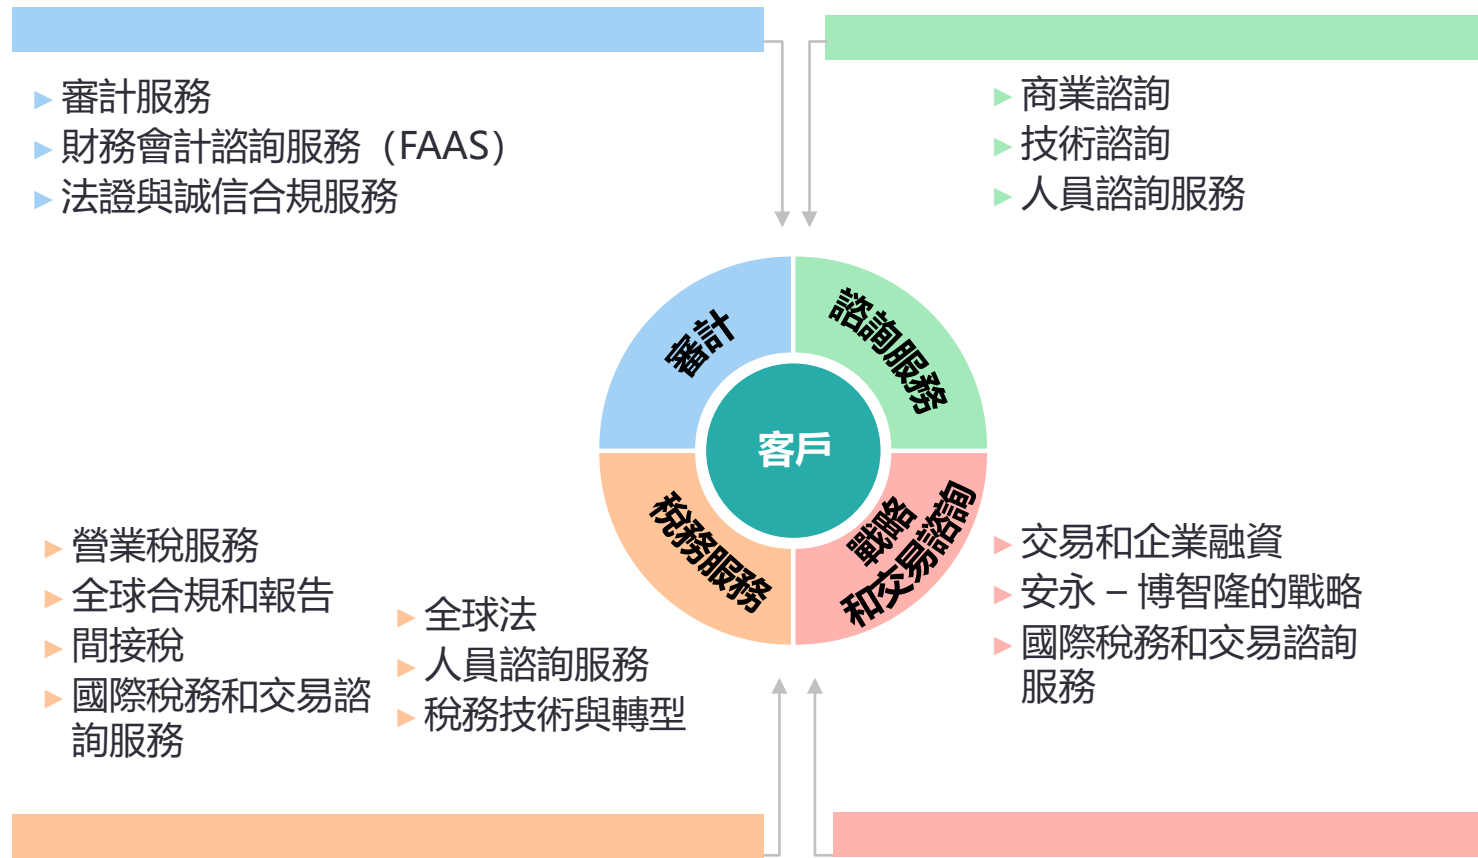 審計服務
財務會計諮詢服務（FAAS）
法證與誠信合規服務
商業諮詢
技術諮詢
人員諮詢服務
審計
諮詢服務
客戶
稅務服務
戰略
和交易諮詢
營業稅服務
全球合規和報告
間接稅
國際稅務和交易諮
詢服務
全球法
人員諮詢服務
稅務技術與轉型
交易和企業融資
安永 – 博智隆的戰略
國際稅務和交易諮詢
服務